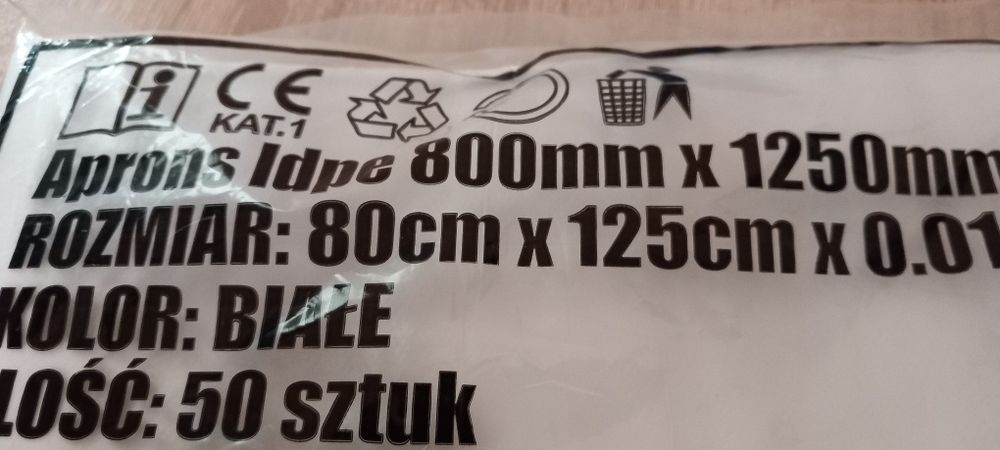 i
CE
KAT.1
Aprons ldpe 800mm x 1250mm
ROZMIAR: 80cm x 125cm x 0.01
KOLOR: BIAŁE
LOŚĆ: 50 sztuk